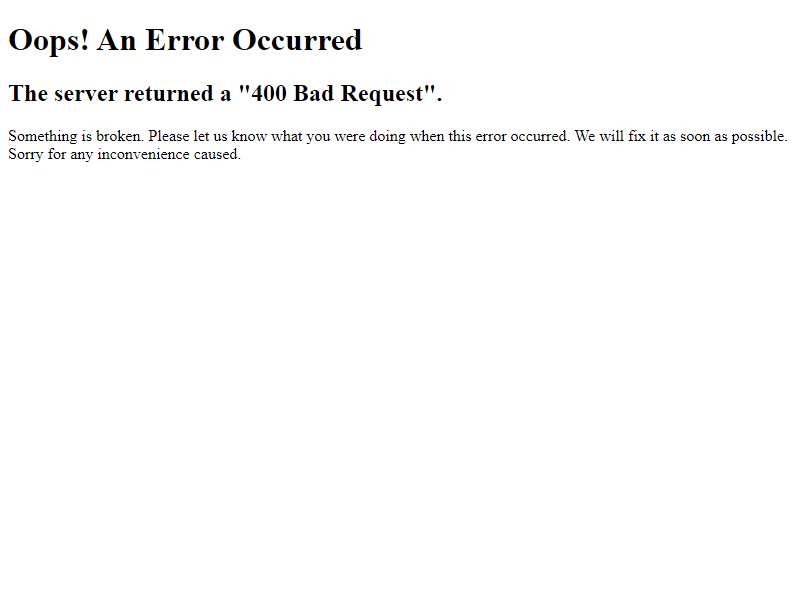 Oops! An Error Occurred
The server returned a "400 Bad Request".
Something is broken. Please let us know what you were doing when this error occurred. We will fix it as soon as possible.
Sorry for any inconvenience caused.